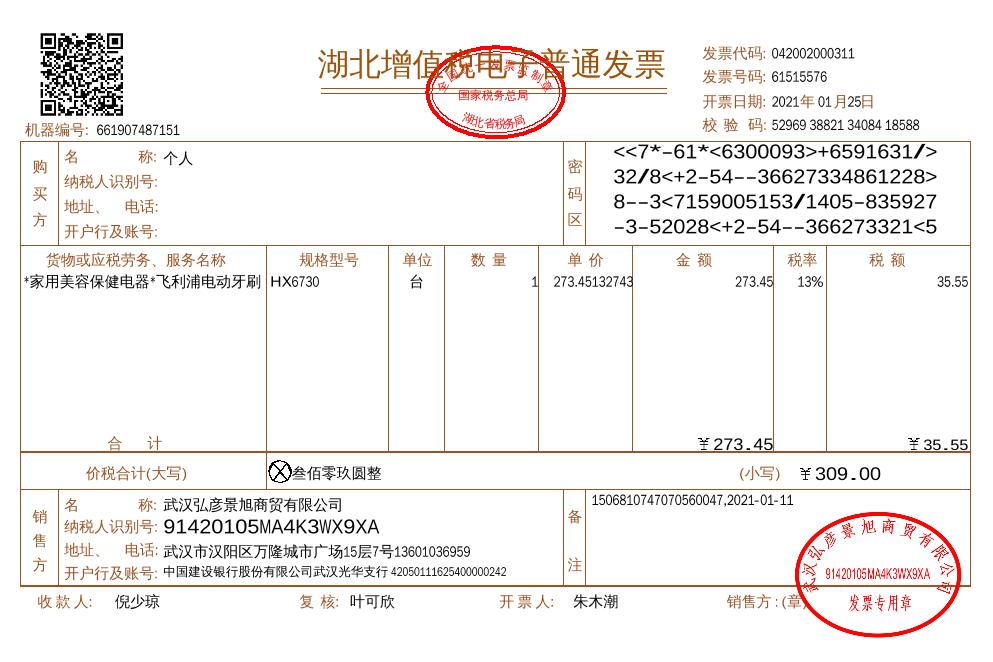 湖北增值税电子普通发票
全国统一发票监制章
国家税务总局
湖北省税务局
发票代码: 042002000311
发票号码: 61515576
开票日期: 2021年 01月25日
校 验 码: 52969 38821 34084 18588
机器编号: 661907487151
购买方
名 称: 个人
纳税人识别号:
地址、 电话:
开户行及账号:
密码区
<<7*–61*<6300093>+6591631/>
32/8<+2–54––36627334861228>
8––3<7159005153/1405–835927
–3–52028<+2–54––366273321<5
货物或应税劳务、服务名称 规格型号 单位 数 量 单 价 金 额 税率 税 额
*家用美容保健电器*飞利浦电动牙刷 HX6730 台 1 273.45132743 273.45 13% 35.55
合 计 ¥273.45 ¥35.55
价税合计(大写) ⊗叁佰零玖圆整 (小写) ¥309.00
销售方
名 称: 武汉弘彦景旭商贸有限公司
纳税人识别号: 91420105MA4K3WX9XA
地址、 电话: 武汉市汉阳区万隆城市广场15层7号13601036959
开户行及账号: 中国建设银行股份有限公司武汉光华支行 42050111625400000242
备注
1506810747070560047,2021-01-11
收 款 人: 倪少琼 复 核: 叶可欣 开 票 人: 朱木潮 销售方:(章)
武汉弘彦景旭商贸有限公司
91420105MA4K3WX9XA
发票专用章